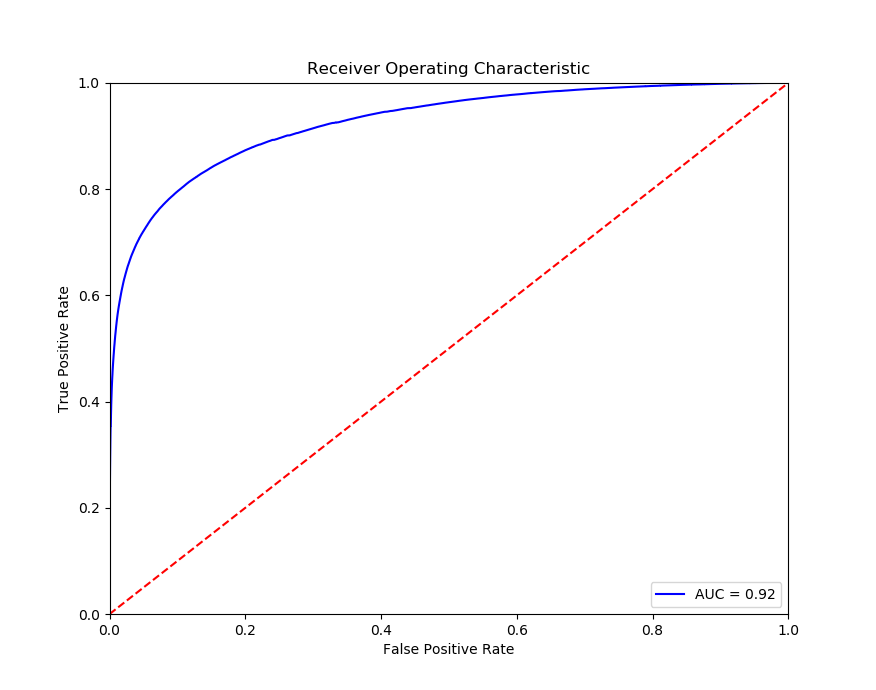 Receiver Operating Characteristic
True Positive Rate
1.0
0.8
0.6
0.4
0.2
0.0
AUC = 0.92
0.0 0.2 0.4 0.6 0.8 1.0
False Positive Rate